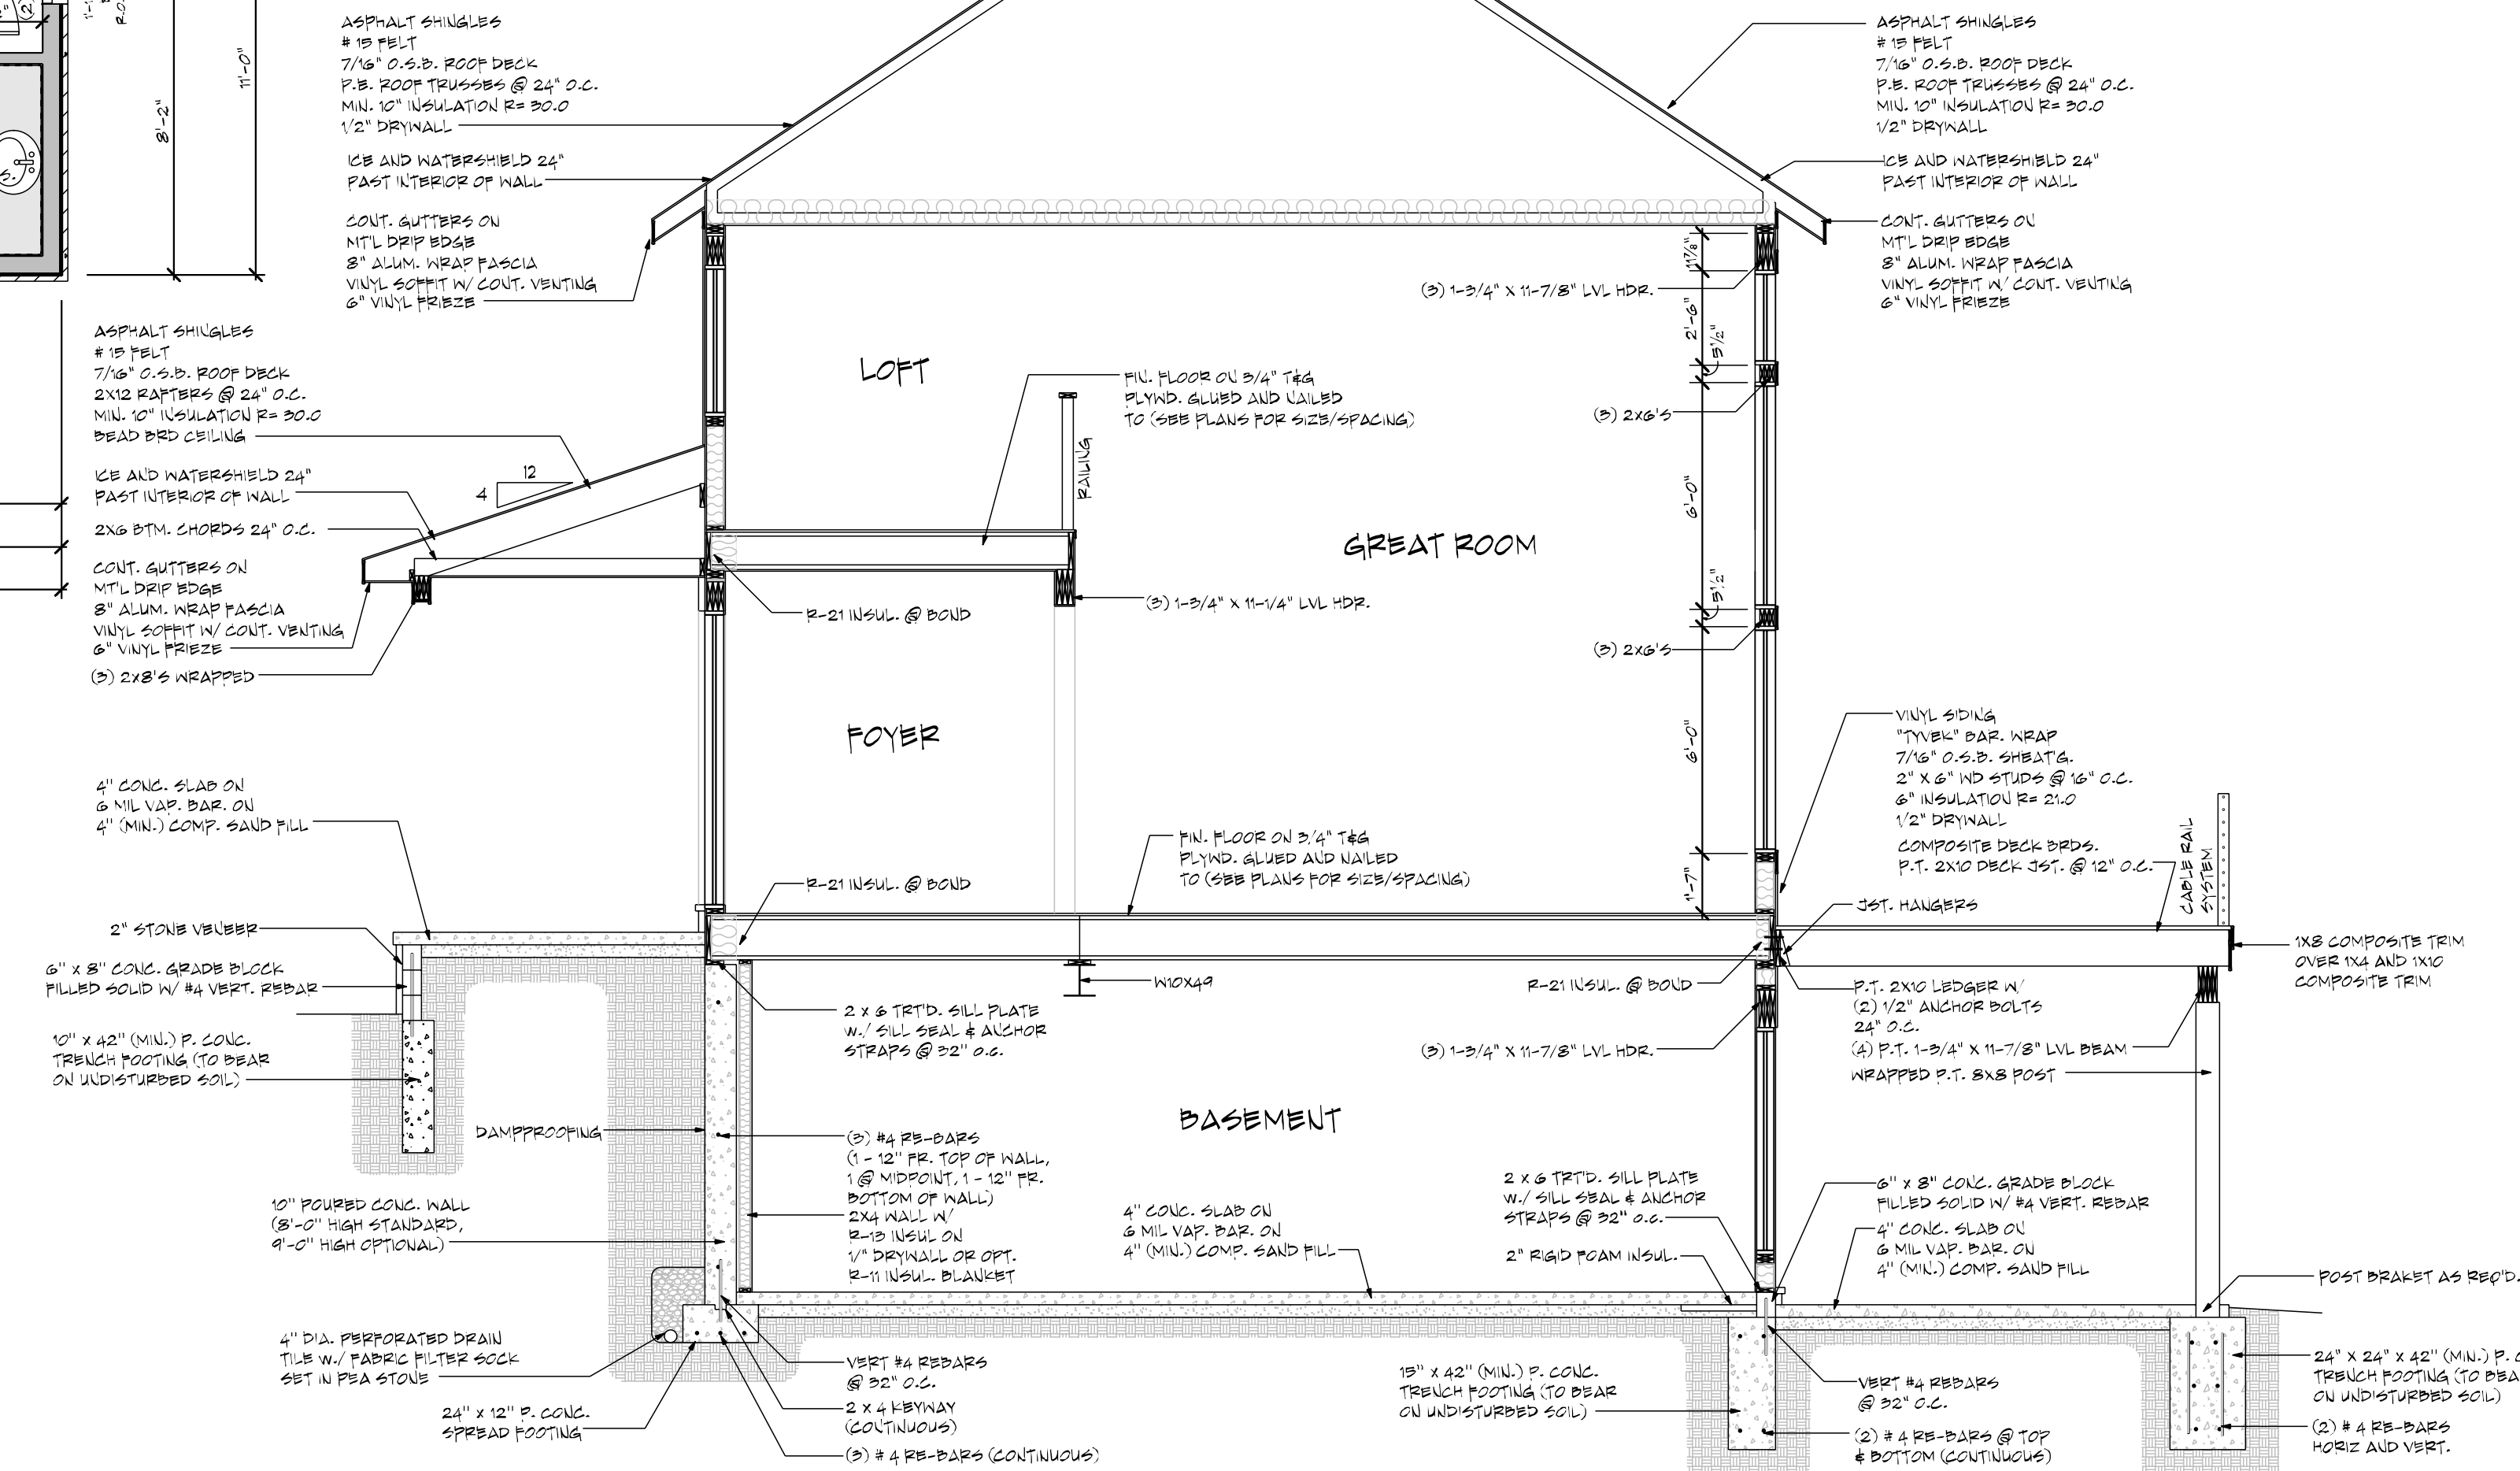 8'-2"
11'-0"
ASPHALT SHINGLES
# 15 FELT
7/16" O.S.B. ROOF DECK
P.E. ROOF TRUSSES @ 24" O.C.
MIN. 10" INSULATION R= 30.0
1/2" DRYWALL
ICE AND WATERSHIELD 24"
PAST INTERIOR OF WALL
CONT. GUTTERS ON
MT'L DRIP EDGE
8" ALUM. WRAP FASCIA
VINYL SOFFIT W/ CONT. VENTING
6" VINYL FRIEZE
ASPHALT SHINGLES
# 15 FELT
7/16" O.S.B. ROOF DECK
P.E. ROOF TRUSSES @ 24" O.C.
MIN. 10" INSULATION R= 30.0
1/2" DRYWALL
ICE AND WATERSHIELD 24"
PAST INTERIOR OF WALL
CONT. GUTTERS ON
MT'L DRIP EDGE
8" ALUM. WRAP FASCIA
VINYL SOFFIT W/ CONT. VENTING
6" VINYL FRIEZE
ASPHALT SHINGLES
# 15 FELT
7/16" O.S.B. ROOF DECK
2X12 RAFTERS @ 24" O.C.
MIN. 10" INSULATION R= 30.0
BEAD BRD CEILING
12
4
ICE AND WATERSHIELD 24"
PAST INTERIOR OF WALL
2X6 BTM. CHORDS 24" O.C.
CONT. GUTTERS ON
MT'L DRIP EDGE
8" ALUM. WRAP FASCIA
VINYL SOFFIT W/ CONT. VENTING
6" VINYL FRIEZE
(3) 2X8'S WRAPPED
LOFT
FIN. FLOOR ON 3/4" T&G
PLYWD. GLUED AND NAILED
TO (SEE PLANS FOR SIZE/SPACING)
RAILING
GREAT ROOM
R-21 INSUL. @ BOND
(3) 1-3/4" X 11-1/4" LVL HDR.
(3) 1-3/4" X 11-7/8" LVL HDR.
(3) 2X6'S
(3) 2X6'S
11 7/8"
2'-6"
5 1/2"
6'-0"
5 1/2"
6'-0"
1'-7"
FOYER
R-21 INSUL. @ BOND
FIN. FLOOR ON 3/4" T&G
PLYWD. GLUED AND NAILED
TO (SEE PLANS FOR SIZE/SPACING)
VINYL SIDING
"TYVEK" BAR. WRAP
7/16" O.S.B. SHEAT'G.
2" X 6" WD STUDS @ 16" O.C.
6" INSULATION R= 21.0
1/2" DRYWALL
COMPOSITE DECK BRDS.
P.T. 2X10 DECK JST. @ 12" O.C.
CABLE RAIL
SYSTEM
JST. HANGERS
1X8 COMPOSITE TRIM
OVER 1X4 AND 1X10
COMPOSITE TRIM
4" CONC. SLAB ON
6 MIL VAP. BAR. ON
4" (MIN.) COMP. SAND FILL
2" STONE VENEER
6" X 8" CONC. GRADE BLOCK
FILLED SOLID W/ #4 VERT. REBAR
10" X 42" (MIN.) P. CONC.
TRENCH FOOTING (TO BEAR
ON UNDISTURBED SOIL)
DAMPPROOFING
10" POURED CONC. WALL
(8'-0" HIGH STANDARD,
9'-0" HIGH OPTIONAL)
4" DIA. PERFORATED DRAIN
TILE W./ FABRIC FILTER SOCK
SET IN PEA STONE
24" X 12" P. CONC.
SPREAD FOOTING
W10X49
2 X 6 TRT'D. SILL PLATE
W./ SILL SEAL & ANCHOR
STRAPS @ 32" O.C.
BASEMENT
(3) #4 RE-BARS
(1 - 12" FR. TOP OF WALL,
1 @ MIDPOINT, 1 - 12" FR.
BOTTOM OF WALL)
2X4 WALL W/
R-13 INSUL ON
1/" DRYWALL OR OPT.
R-11 INSUL. BLANKET
4" CONC. SLAB ON
6 MIL VAP. BAR. ON
4" (MIN.) COMP. SAND FILL
VERT #4 REBARS
@ 32" O.C.
2 X 4 KEYWAY
(CONTINUOUS)
(3) # 4 RE-BARS (CONTINUOUS)
R-21 INSUL. @ BOND
(3) 1-3/4" X 11-7/8" LVL HDR.
P.T. 2X10 LEDGER W/
(2) 1/2" ANCHOR BOLTS
24" O.C.
(4) P.T. 1-3/4" X 11-7/8" LVL BEAM
WRAPPED P.T. 8X8 POST
2 X 6 TRT'D. SILL PLATE
W./ SILL SEAL & ANCHOR
STRAPS @ 32" O.C.
2" RIGID FOAM INSUL.
6" X 8" CONC. GRADE BLOCK
FILLED SOLID W/ #4 VERT. REBAR
4" CONC. SLAB ON
6 MIL VAP. BAR. ON
4" (MIN.) COMP. SAND FILL
POST BRAKET AS REQ'D.
15" X 42" (MIN.) P. CONC.
TRENCH FOOTING (TO BEAR
ON UNDISTURBED SOIL)
VERT #4 REBARS
@ 32" O.C.
(2) # 4 RE-BARS @ TOP
& BOTTOM (CONTINUOUS)
24" X 24" X 42" (MIN.) P.
TRENCH FOOTING (TO
ON UNDISTURBED SOIL)
(2) # 4 RE-BARS
HORIZ AND VERT.